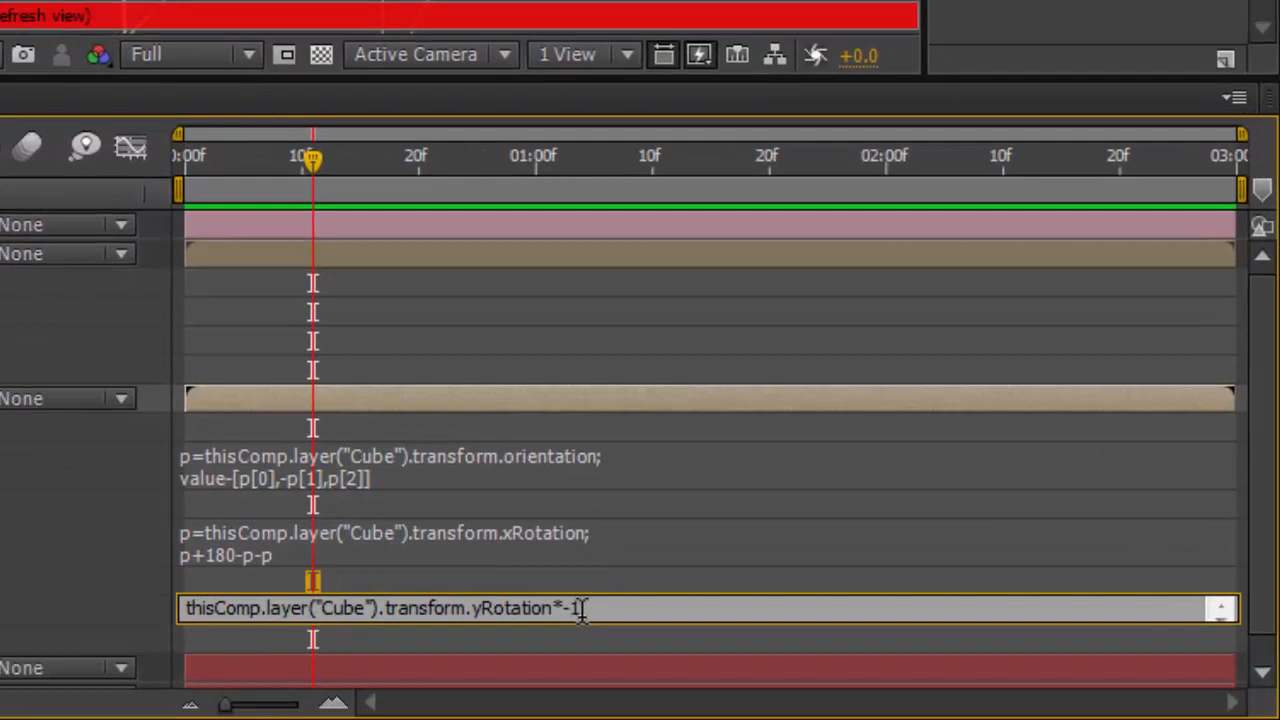 efresh view)
Full
Active Camera
1 View
+0.0
0:00f
10f
20f
01:00f
10f
20f
02:00f
10f
20f
03:00
None
None
None
p=thisComp.layer("Cube").transform.orientation;
value-[p[0],-p[1],p[2]]
p=thisComp.layer("Cube").transform.xRotation;
p+180-p-p
thisComp.layer("Cube").transform.yRotation*-1
None